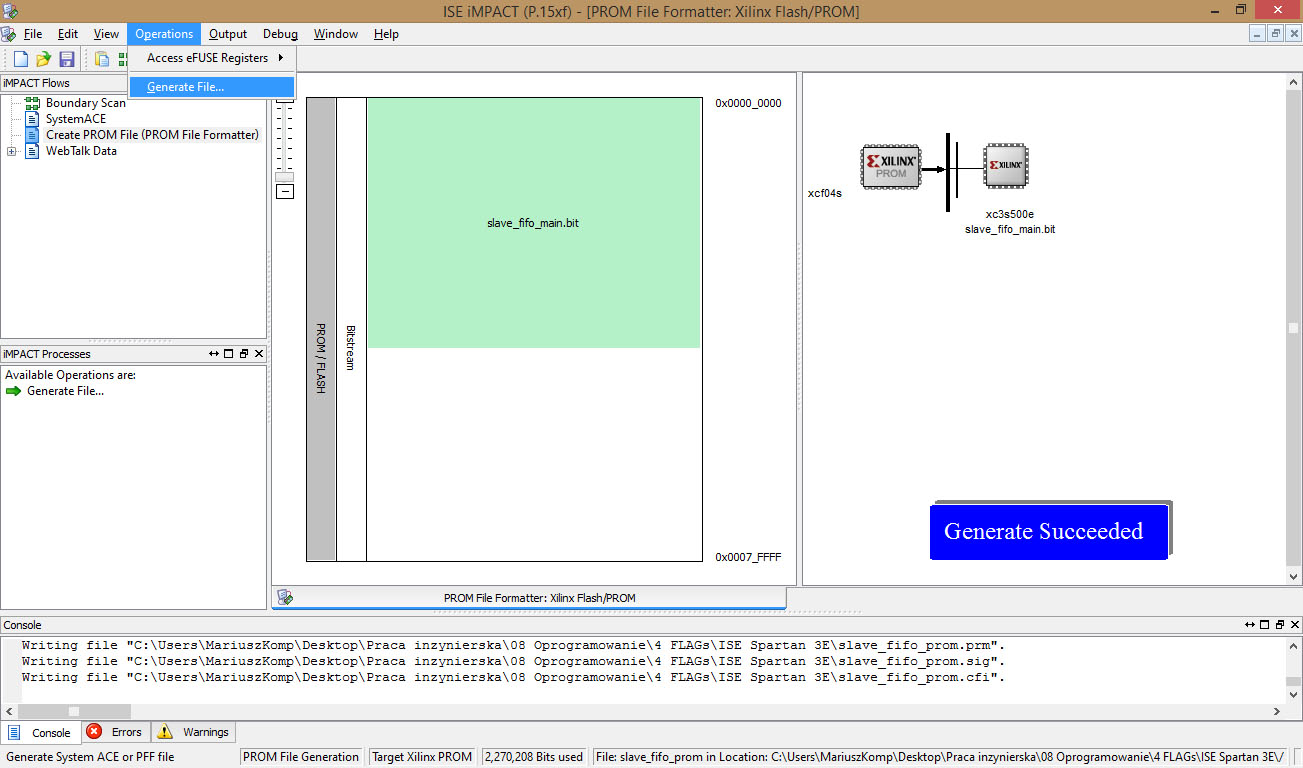 ISE iMPACT (P.15xf) - [PROM File Formatter: Xilinx Flash/PROM]
File Edit View Operations Output Debug Window Help
Access eFUSE Registers
Generate File...
iMPACT Flows
Boundary Scan
SystemACE
Create PROM File (PROM File Formatter)
WebTalk Data
iMPACT Processes
Available Operations are:
Generate File...
PROM / FLASH
Bitstream
slave_fifo_main.bit
0x0000_0000
0x0007_FFFF
XILINX
PROM
xcf04s
XILINX
xc3s500e
slave_fifo_main.bit
Generate Succeeded
PROM File Formatter: Xilinx Flash/PROM
Console
Writing file "C:\Users\MariuszKomp\Desktop\Praca inzynierska\08 Oprogramowanie\4 FLAGs\ISE Spartan 3E\slave_fifo_prom.prm".
Writing file "C:\Users\MariuszKomp\Desktop\Praca inzynierska\08 Oprogramowanie\4 FLAGs\ISE Spartan 3E\slave_fifo_prom.sig".
Writing file "C:\Users\MariuszKomp\Desktop\Praca inzynierska\08 Oprogramowanie\4 FLAGs\ISE Spartan 3E\slave_fifo_prom.cfi".
Console Errors Warnings
Generate System ACE or PFF file PROM File Generation Target Xilinx PROM 2,270,208 Bits used File: slave_fifo_prom in Location: C:\Users\MariuszKomp\Desktop\Praca inzynierska\08 Oprogramowanie\4 FLAGs\ISE Spartan 3E\/